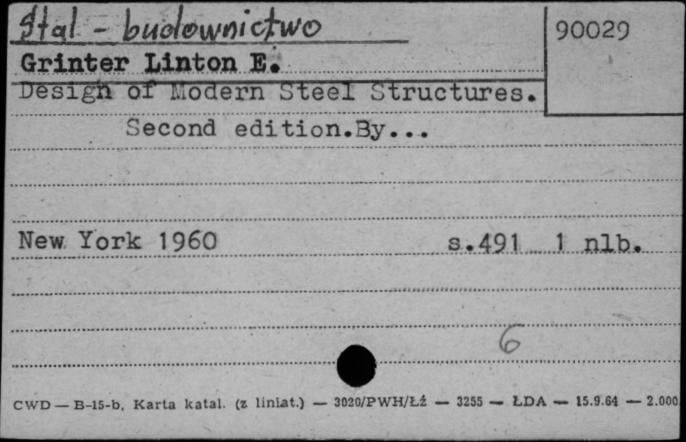 Stal - budownictwo
90029
Grinter Linton E.
Design of Modern Steel Structures.
Second edition.By...
New York 1960 s.491 1 nlb.
6
CWD — B-15-b, Karta katal. (z liniat.) — 3020/PWH/Łź — 3255 — ŁDA — 15.9.64 — 2.000